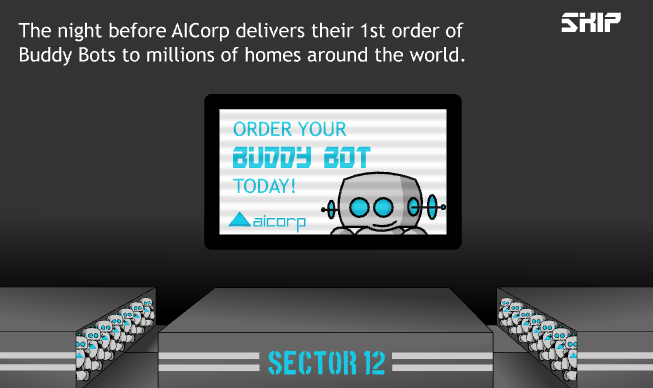 The night before AICorp delivers their 1st order of
Buddy Bots to millions of homes around the world.
SKIP
ORDER YOUR
BUDDY BOT
TODAY!
aicorp
SECTOR 12